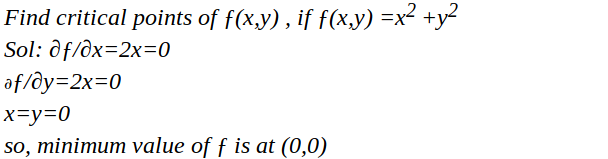 Find critical points of ƒ(x,y) , if ƒ(x,y) =x² +y²
Sol: ∂ƒ/∂x=2x=0
∂ƒ/∂y=2x=0
x=y=0
so, minimum value of ƒ is at (0,0)